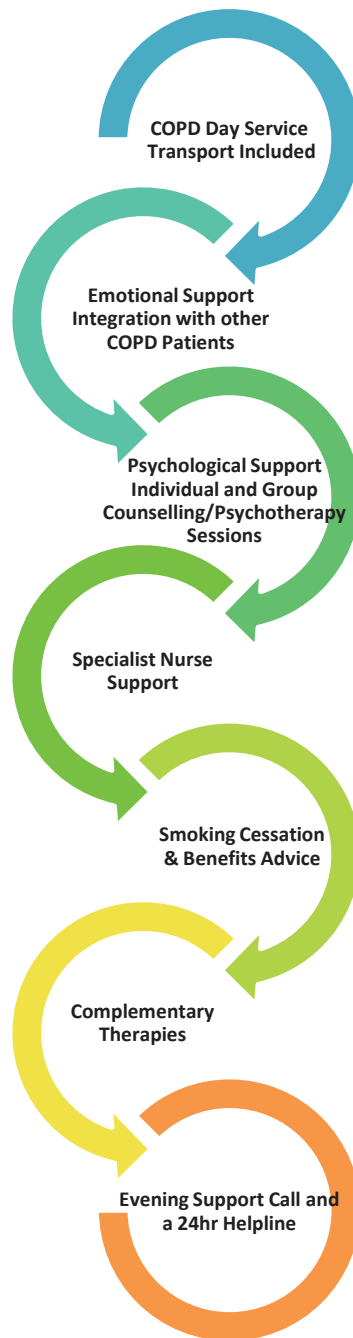 COPD Day Service
Transport Included
Emotional Support
Integration with other
COPD Patients
Psychological Support
Individual and Group
Counselling/Psychotherapy
Sessions
Specialist Nurse
Support
Smoking Cessation
& Benefits Advice
Complementary
Therapies
Evening Support Call and
a 24hr Helpline